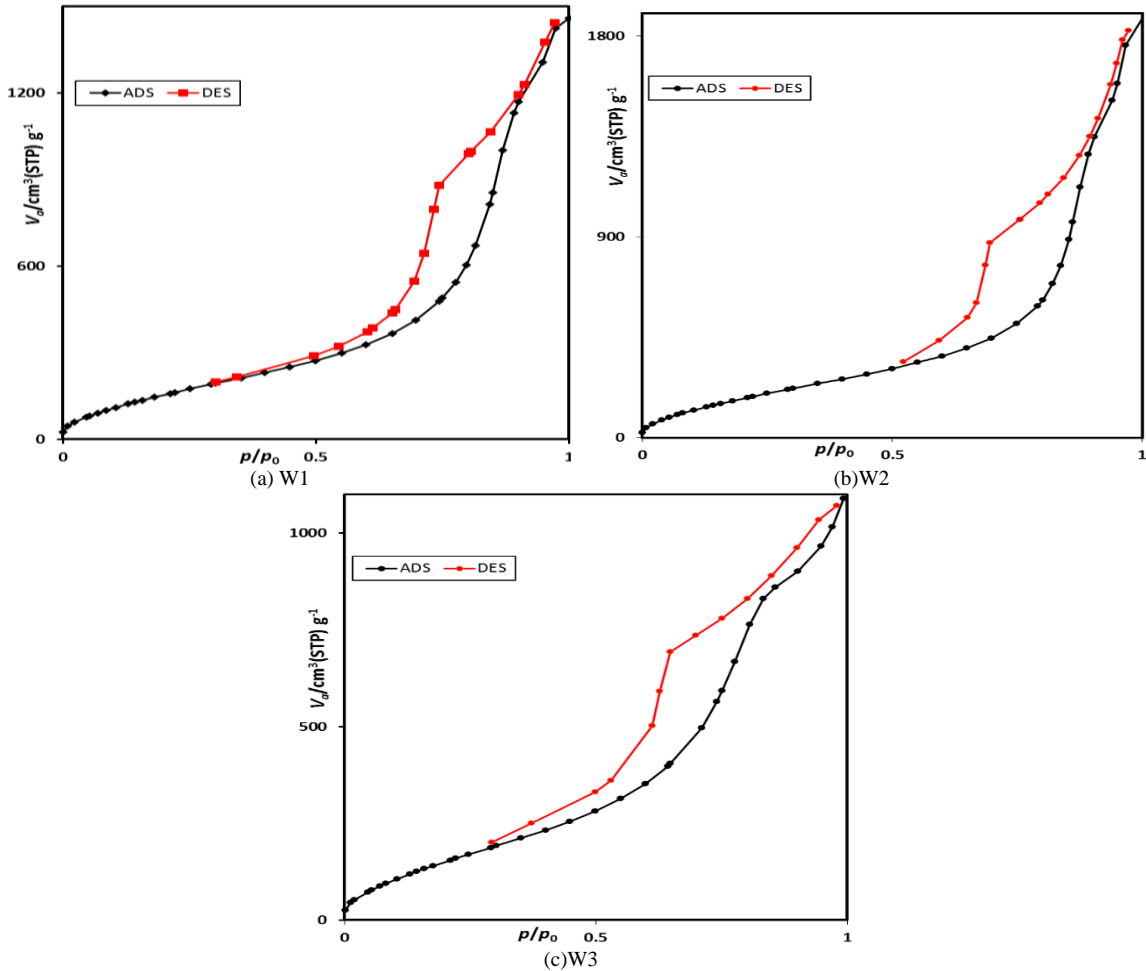 1200
600
0
Va/cm3(STP) g-1
ADS DES
0 0.5 1
p/p0
(a) W1
1800
900
0
Va/cm3(STP) g-1
ADS DES
0 0.5 1
p/p0
(b)W2
1000
500
0
Va/cm3(STP) g-1
ADS DES
0 0.5 1
p/p0
(c)W3